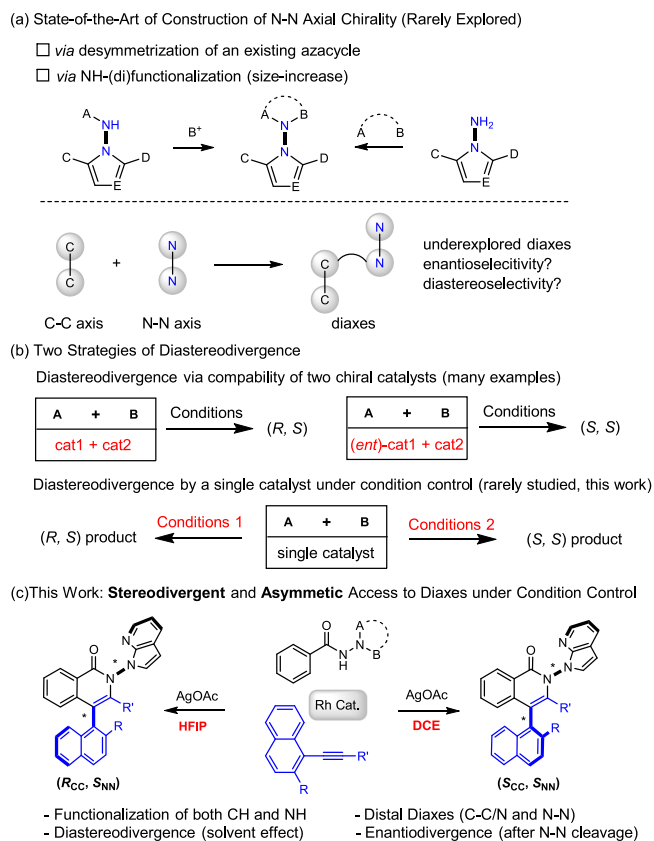 (a) State-of-the-Art of Construction of N-N Axial Chirality (Rarely Explored)
□ via desymmetrization of an existing azacycle
□ via NH-(di)functionalization (size-increase)
A NH N C D E
B+
A B N N C D E
A B
NH2 N C D E
C C + N N C C N N
underexplored diaxes
enantioselecitivity?
diastereoselectivity?
C-C axis N-N axis diaxes
(b) Two Strategies of Diastereodivergence
Diastereodivergence via compability of two chiral catalysts (many examples)
A + B Conditions (R, S) A + B Conditions (S, S)
cat1 + cat2 (ent)-cat1 + cat2
Diastereodivergence by a single catalyst under condition control (rarely studied, this work)
(R, S) product Conditions 1 A + B Conditions 2 (S, S) product
single catalyst
(c)This Work: Stereodivergent and Asymmetic Access to Diaxes under Condition Control
O N * N N * R' R
(RCC, SNN)
AgOAc
HFIP
O N H N A B
Rh Cat.
R' R
AgOAc
DCE
O N * N N * R' R
(SCC, SNN)
- Functionalization of both CH and NH - Distal Diaxes (C-C/N and N-N)
- Diastereodivergence (solvent effect) - Enantiodivergence (after N-N cleavage)